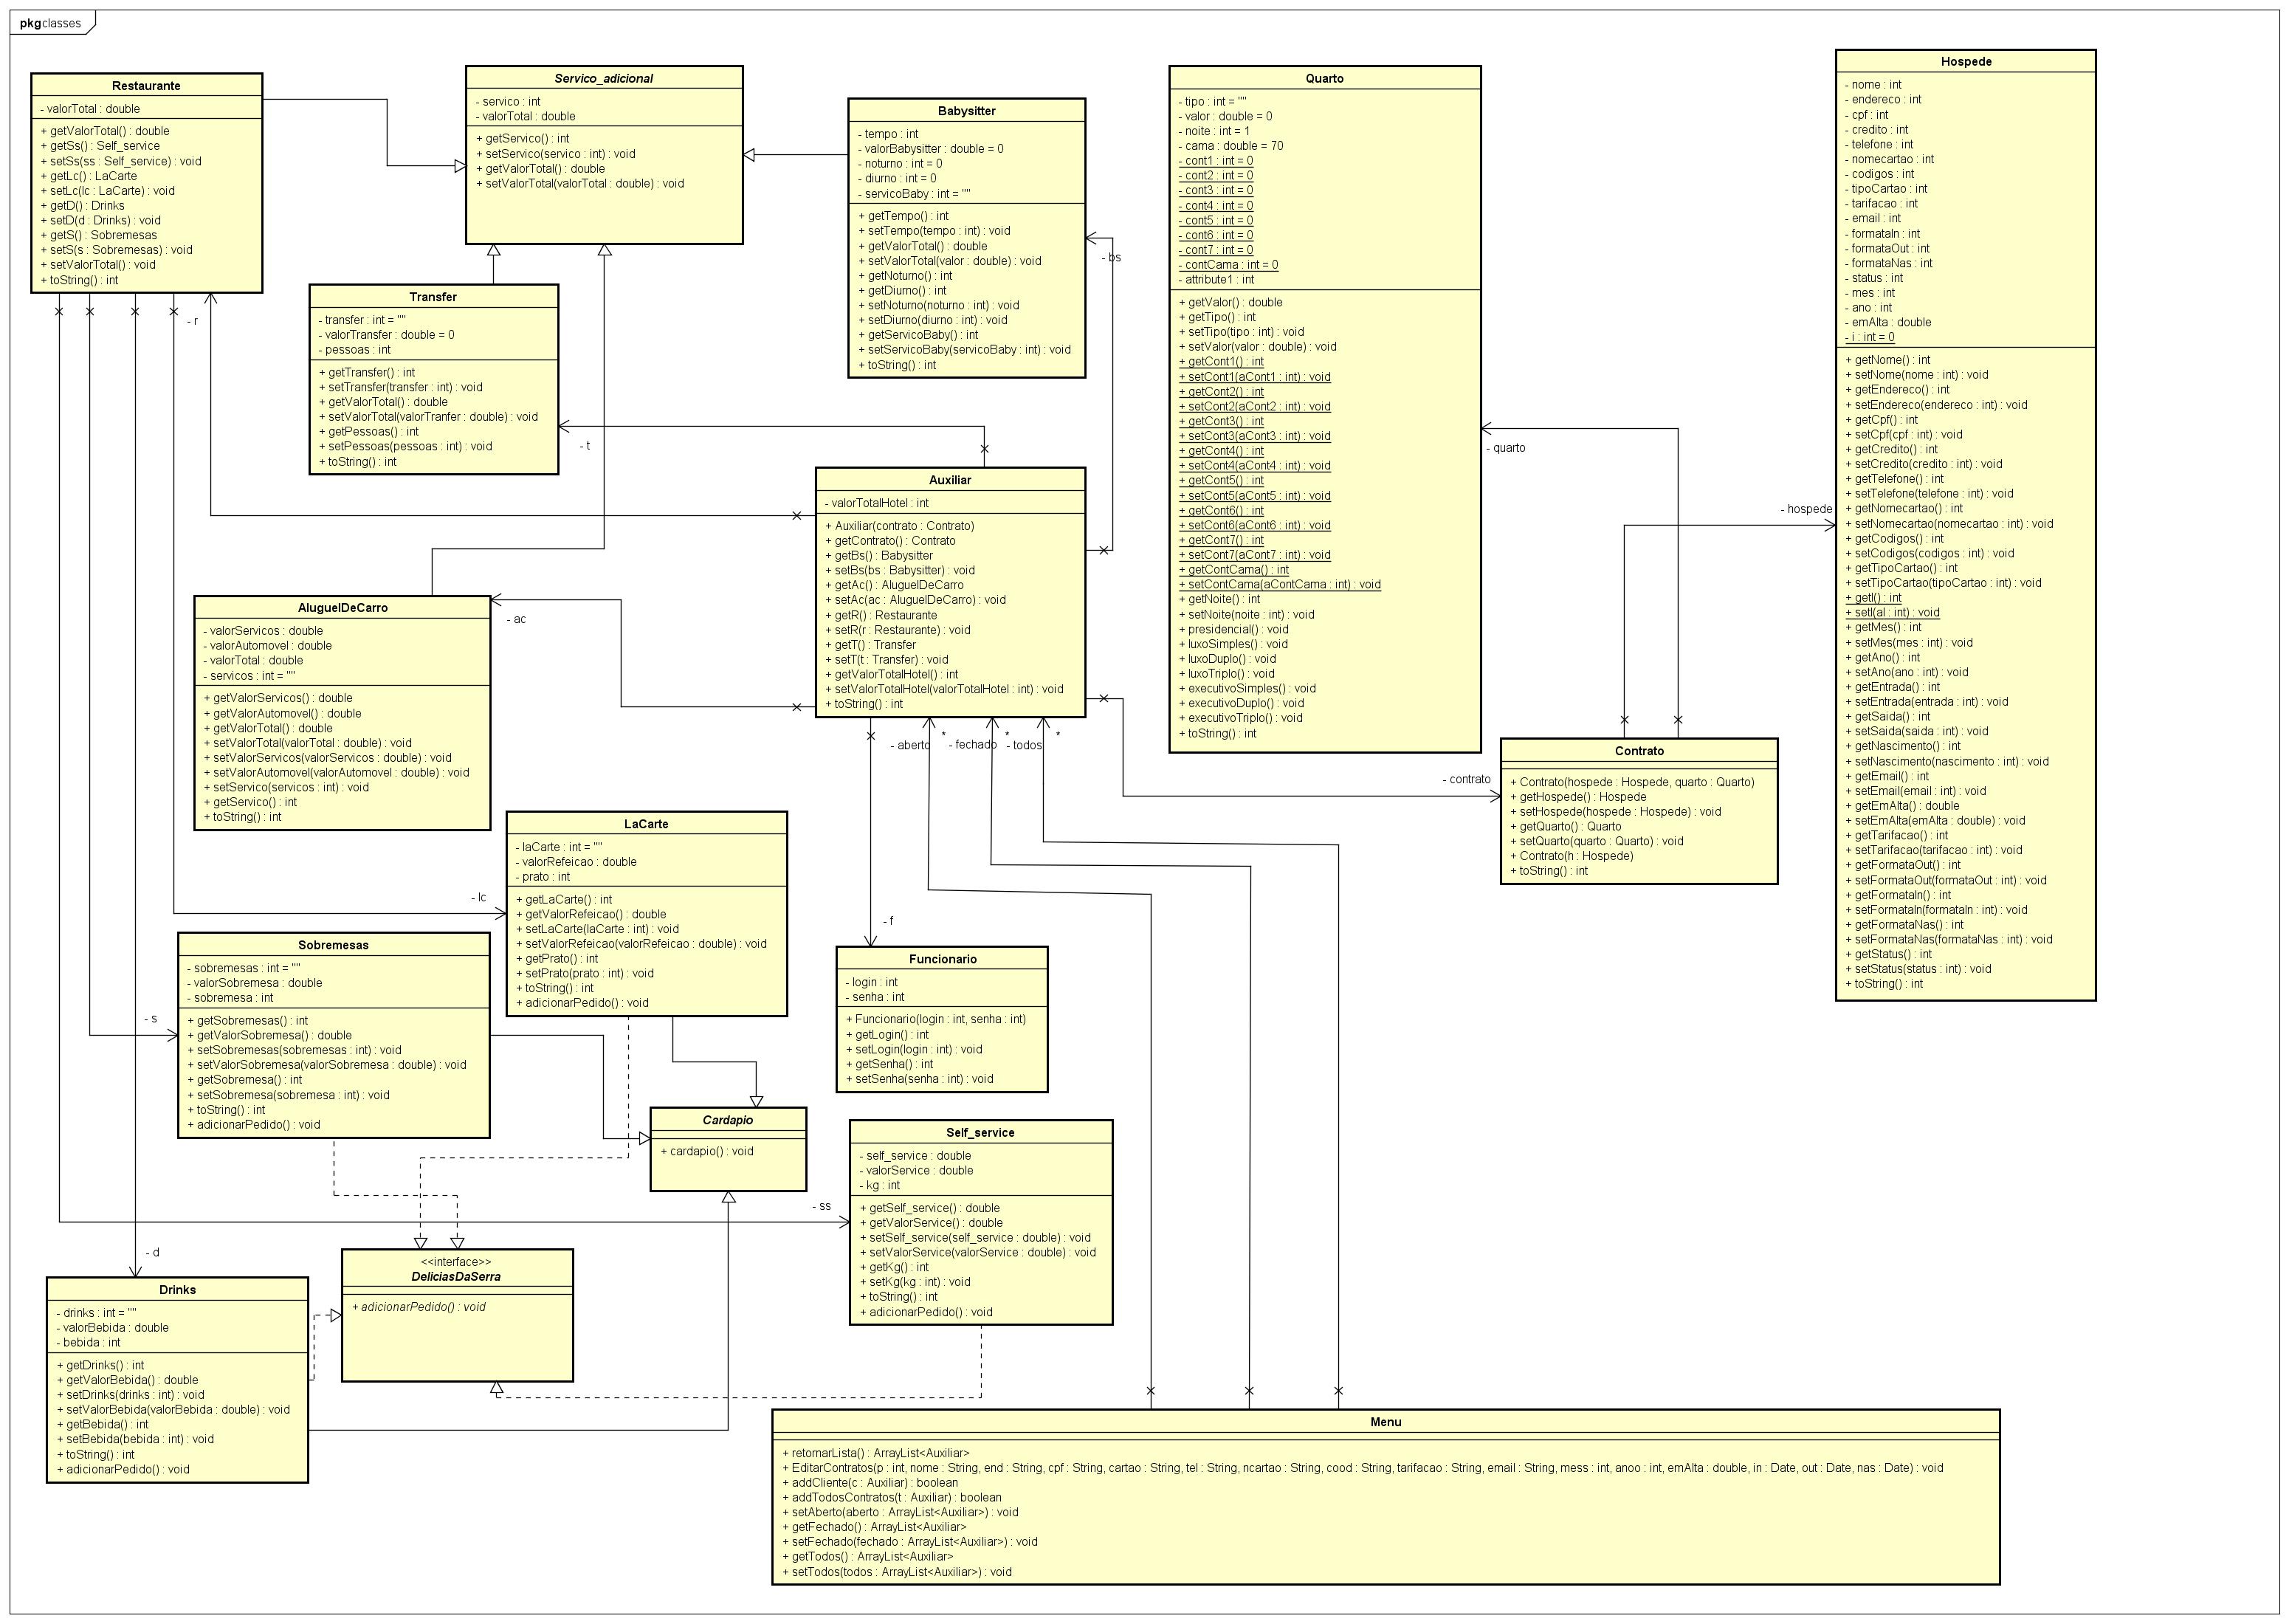 pkg classes
Restaurante
- valorTotal : double
+ getValorTotal() : double
+ getSs() : Self_service
+ setSs(ss : Self_service) : void
+ getLc() : LaCarte
+ setLc(lc : LaCarte) : void
+ getD() : Drinks
+ setD(d : Drinks) : void
+ getS() : Sobremesas
+ setS(s : Sobremesas) : void
+ setValorTotal() : void
+ toString() : int
- r
Servico_adicional
- servico : int
- valorTotal : double
+ getServico() : int
+ setServico(servico : int) : void
+ getValorTotal() : double
+ setValorTotal(valorTotal : double) : void
Babysitter
- tempo : int
- valorBabysitter : double = 0
- noturno : int = 0
- diurno : int = 0
- servicoBaby : int = ""
+ getTempo() : int
+ setTempo(tempo : int) : void
+ getValorTotal() : double
+ setValorTotal(valor : double) : void
+ getNoturno() : int
+ getDiurno() : int
+ setNoturno(noturno : int) : void
+ setDiurno(diurno : int) : void
+ getServicoBaby() : int
+ setServicoBaby(servicoBaby : int) : void
+ toString() : int
- bs
Quarto
- tipo : int = ""
- valor : double = 0
- noite : int = 1
- cama : double = 70
- cont1 : int = 0
- cont2 : int = 0
- cont3 : int = 0
- cont4 : int = 0
- cont5 : int = 0
- cont6 : int = 0
- cont7 : int = 0
- contCama : int = 0
- attribute1 : int
+ getValor() : double
+ getTipo() : int
+ setTipo(tipo : int) : void
+ setValor(valor : double) : void
+ getCont1() : int
+ setCont1(aCont1 : int) : void
+ getCont2() : int
+ setCont2(aCont2 : int) : void
+ getCont3() : int
+ setCont3(aCont3 : int) : void
+ getCont4() : int
+ setCont4(aCont4 : int) : void
+ getCont5() : int
+ setCont5(aCont5 : int) : void
+ getCont6() : int
+ setCont6(aCont6 : int) : void
+ getCont7() : int
+ setCont7(aCont7 : int) : void
+ getContCama() : int
+ setContCama(aContCama : int) : void
+ getNoite() : int
+ setNoite(noite : int) : void
+ presidencial() : void
+ luxoSimples() : void
+ luxoDuplo() : void
+ luxoTriplo() : void
+ executivoSimples() : void
+ executivoDuplo() : void
+ executivoTriplo() : void
+ toString() : int
- quarto
Hospede
- nome : int
- endereco : int
- cpf : int
- credito : int
- telefone : int
- nomecartao : int
- codigos : int
- tipoCartao : int
- tarifacao : int
- email : int
- formataIn : int
- formataOut : int
- formataNas : int
- status : int
- mes : int
- ano : int
- emAlta : double
- i : int = 0
+ getNome() : int
+ setNome(nome : int) : void
+ getEndereco() : int
+ setEndereco(endereco : int) : void
+ getCpf() : int
+ setCpf(cpf : int) : void
+ getCredito() : int
+ setCredito(credito : int) : void
+ getTelefone() : int
+ setTelefone(telefone : int) : void
+ getNomecartao() : int
+ setNomecartao(nomecartao : int) : void
+ getCodigos() : int
+ setCodigos(codigos : int) : void
+ getTipoCartao() : int
+ setTipoCartao(tipoCartao : int) : void
+ getI() : int
+ setI(aI : int) : void
+ getMes() : int
+ setMes(mes : int) : void
+ getAno() : int
+ setAno(ano : int) : void
+ getEntrada() : int
+ setEntrada(entrada : int) : void
+ getSaida() : int
+ setSaida(saida : int) : void
+ getNascimento() : int
+ setNascimento(nascimento : int) : void
+ getEmail() : int
+ setEmail(email : int) : void
+ getEmAlta() : double
+ setEmAlta(emAlta : double) : void
+ getTarifacao() : int
+ setTarifacao(tarifacao : int) : void
+ getFormataOut() : int
+ setFormataOut(formataOut : int) : void
+ getFormataIn() : int
+ setFormataIn(formataIn : int) : void
+ getFormataNas() : int
+ setFormataNas(formataNas : int) : void
+ getStatus() : int
+ setStatus(status : int) : void
+ toString() : int
- hospede
Transfer
- transfer : int = ""
- valorTransfer : double = 0
- pessoas : int
+ getTransfer() : int
+ setTransfer(transfer : int) : void
+ getValorTotal() : double
+ setValorTotal(valorTranfer : double) : void
+ getPessoas() : int
+ setPessoas(pessoas : int) : void
+ toString() : int
- t
Auxiliar
- valorTotalHotel : int
+ Auxiliar(contrato : Contrato)
+ getContrato() : Contrato
+ getBs() : Babysitter
+ setBs(bs : Babysitter) : void
+ getAc() : AluguelDeCarro
+ setAc(ac : AluguelDeCarro) : void
+ getR() : Restaurante
+ setR(r : Restaurante) : void
+ getT() : Transfer
+ setT(t : Transfer) : void
+ getValorTotalHotel() : int
+ setValorTotalHotel(valorTotalHotel : int) : void
+ toString() : int
- aberto * - fechado * - todos *
AluguelDeCarro
- valorServicos : double
- valorAutomovel : double
- valorTotal : double
- servicos : int = ""
+ getValorServicos() : double
+ getValorAutomovel() : double
+ getValorTotal() : double
+ setValorTotal(valorTotal : double) : void
+ setValorServicos(valorServicos : double) : void
+ setValorAutomovel(valorAutomovel : double) : void
+ setServico(servicos : int) : void
+ getServico() : int
+ toString() : int
- ac
- contrato
Contrato
+ Contrato(hospede : Hospede, quarto : Quarto)
+ getHospede() : Hospede
+ setHospede(hospede : Hospede) : void
+ getQuarto() : Quarto
+ setQuarto(quarto : Quarto) : void
+ Contrato(h : Hospede)
+ toString() : int
LaCarte
- laCarte : int = ""
- valorRefeicao : double
- prato : int
+ getLaCarte() : int
+ getValorRefeicao() : double
+ setLaCarte(laCarte : int) : void
+ setValorRefeicao(valorRefeicao : double) : void
+ getPrato() : int
+ setPrato(prato : int) : void
+ toString() : int
+ adicionarPedido() : void
- lc
- f
Funcionario
- login : int
- senha : int
+ Funcionario(login : int, senha : int)
+ getLogin() : int
+ setLogin(login : int) : void
+ getSenha() : int
+ setSenha(senha : int) : void
Sobremesas
- sobremesas : int = ""
- valorSobremesa : double
- sobremesa : int
+ getSobremesas() : int
+ getValorSobremesa() : double
+ setSobremesas(sobremesas : int) : void
+ setValorSobremesa(valorSobremesa : double) : void
+ getSobremesa() : int
+ setSobremesa(sobremesa : int) : void
+ toString() : int
+ adicionarPedido() : void
- s
Cardapio
+ cardapio() : void
Self_service
- self_service : double
- valorService : double
- kg : int
+ getSelf_service() : double
+ getValorService() : double
+ setSelf_service(self_service : double) : void
+ setValorService(valorService : double) : void
+ getKg() : int
+ setKg(kg : int) : void
+ toString() : int
+ adicionarPedido() : void
- ss
- d
<<interface>>
DeliciasDaSerra
+ adicionarPedido() : void
Drinks
- drinks : int = ""
- valorBebida : double
- bebida : int
+ getDrinks() : int
+ getValorBebida() : double
+ setDrinks(drinks : int) : void
+ setValorBebida(valorBebida : double) : void
+ getBebida() : int
+ setBebida(bebida : int) : void
+ toString() : int
+ adicionarPedido() : void
Menu
+ retornarLista() : ArrayList<Auxiliar>
+ EditarContratos(p : int, nome : String, end : String, cpf : String, cartao : String, tel : String, ncartao : String, cood : String, tarifacao : String, email : String, mess : int, anoo : int, emAlta : double, in : Date, out : Date, nas : Date) : void
+ addCliente(c : Auxiliar) : boolean
+ addTodosContratos(t : Auxiliar) : boolean
+ setAberto(aberto : ArrayList<Auxiliar>) : void
+ getFechado() : ArrayList<Auxiliar>
+ setFechado(fechado : ArrayList<Auxiliar>) : void
+ getTodos() : ArrayList<Auxiliar>
+ setTodos(todos : ArrayList<Auxiliar>) : void